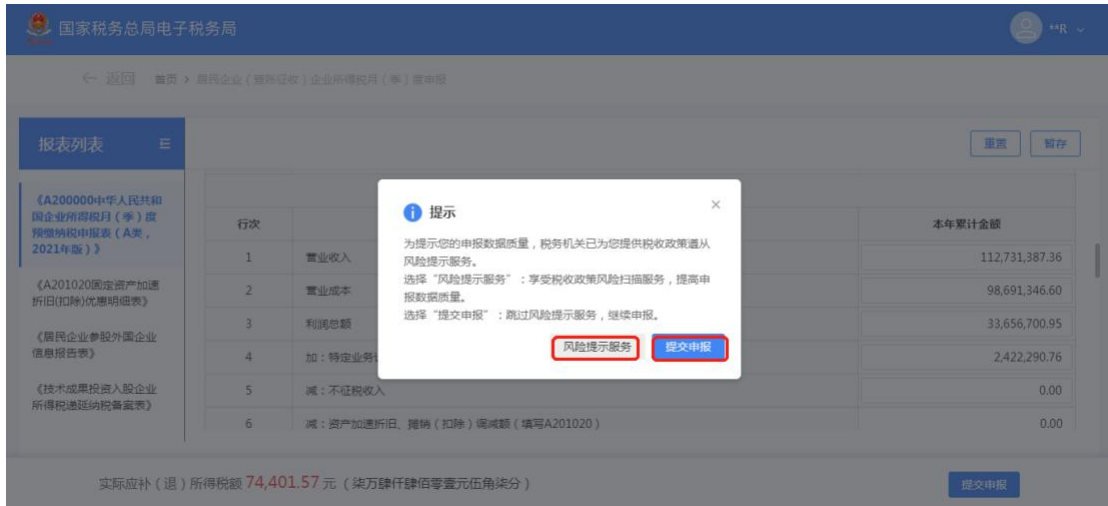 国家税务总局电子税务局
**R
← 返回 首页 > 居民企业（查账征收）企业所得税月（季）度申报
报表列表
重置 暂存
《A200000中华人民共和
国企业所得税月（季）度
预缴纳税申报表（A类，
2021年版）》
《A201020固定资产加速
折旧(扣除)优惠明细表》
《居民企业参股外国企业
信息报告表》
《技术成果投资入股企业
所得税递延纳税备案表》
行次 本年累计金额
1 营业收入 112,731,387.36
2 营业成本 98,691,346.60
3 利润总额 33,656,700.95
4 加：特定业务 2,422,290.76
5 减：不征税收入 0.00
6 减：资产加速折旧、摊销（扣除）调减额（填写A201020） 0.00
提示
为提示您的申报数据质量，税务机关已为您提供税收政策遵从
风险提示服务。
选择“风险提示服务”：享受税收政策风险扫描服务，提高申
报数据质量。
选择“提交申报”：跳过风险提示服务，继续申报。
风险提示服务 提交申报
实际应补（退）所得税额 74,401.57 元（柒万肆仟肆佰零壹元伍角柒分）
提交申报